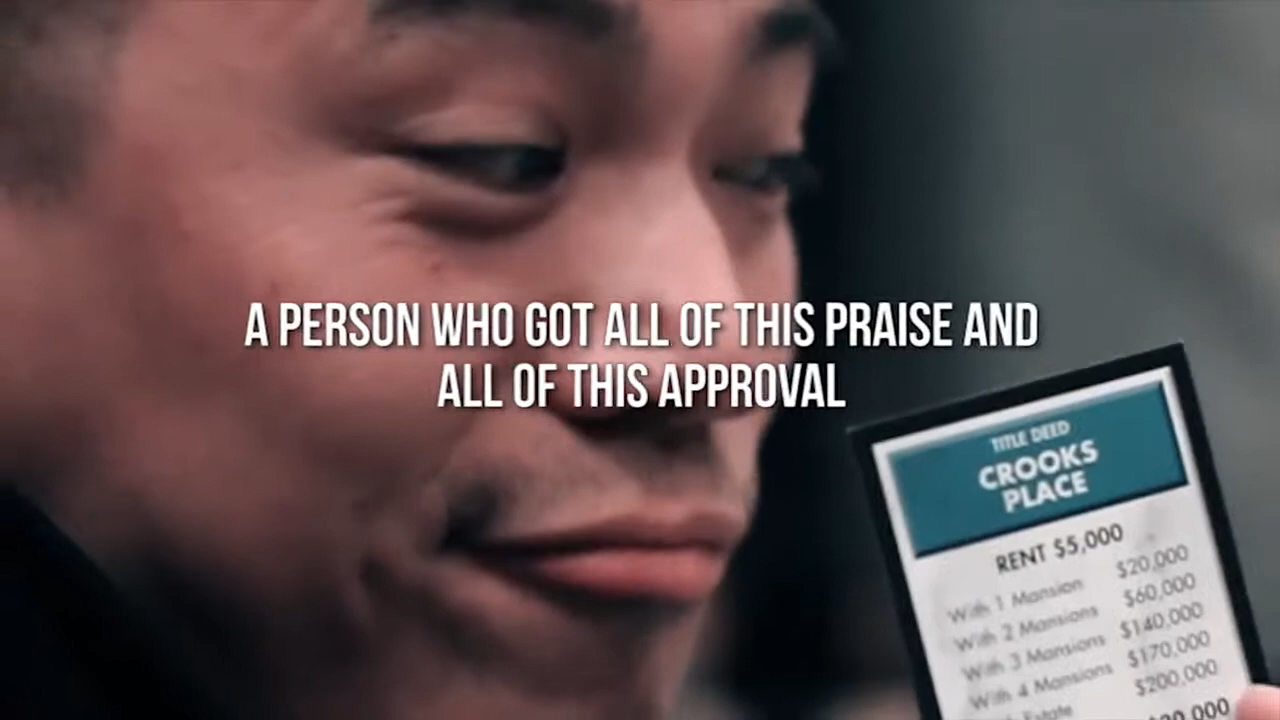 A PERSON WHO GOT ALL OF THIS PRAISE AND
ALL OF THIS APPROVAL
TITLE DEED
CROOKS
PLACE
RENT $5,000
With 1 Mansion $20,000
With 2 Mansions $60,000
With 3 Mansions $140,000
With 4 Mansions $170,000
Estate $200,000